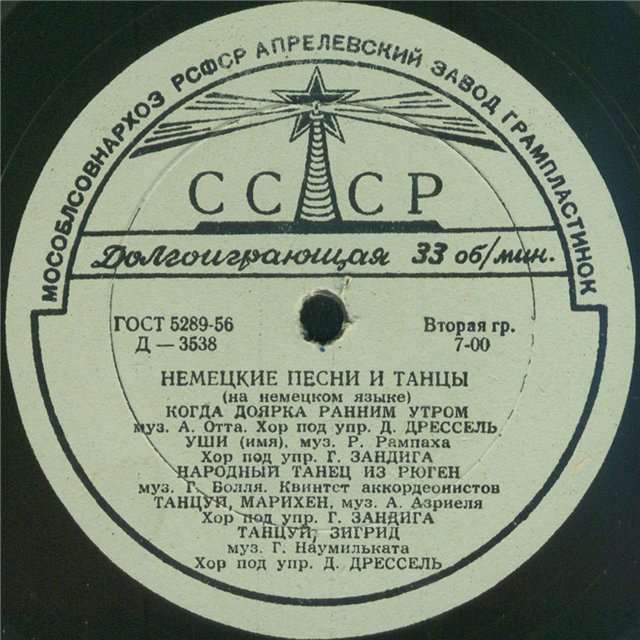 МОСОБЛСОВНАРХОЗ РСФСР АПРЕЛЕВСКИЙ ЗАВОД ГРАМПЛАСТИНОК
СССР
Долгоиграющая 33 об/мин.
ГОСТ 5289-56 Вторая гр.
Д — 3538 7-00
НЕМЕЦКИЕ ПЕСНИ И ТАНЦЫ
(на немецком языке)
КОГДА ДОЯРКА РАННИМ УТРОМ
муз. А. Отта. Хор под упр. Д. ДРЕССЕЛЬ
УШИ (имя), муз. Р. Рампаха
Хор под упр. Г. ЗАНДИГА
НАРОДНЫЙ ТАНЕЦ ИЗ РЮГЕН
муз. Г. Болля. Квинтет аккордеонистов
ТАНЦУЙ, МАРИХЕН, муз. А. Азриеля
Хор под упр. Г. ЗАНДИГА
ТАНЦУЙ, ЗИГРИД
муз. Г. Наумильката
Хор под упр. Д. ДРЕССЕЛЬ